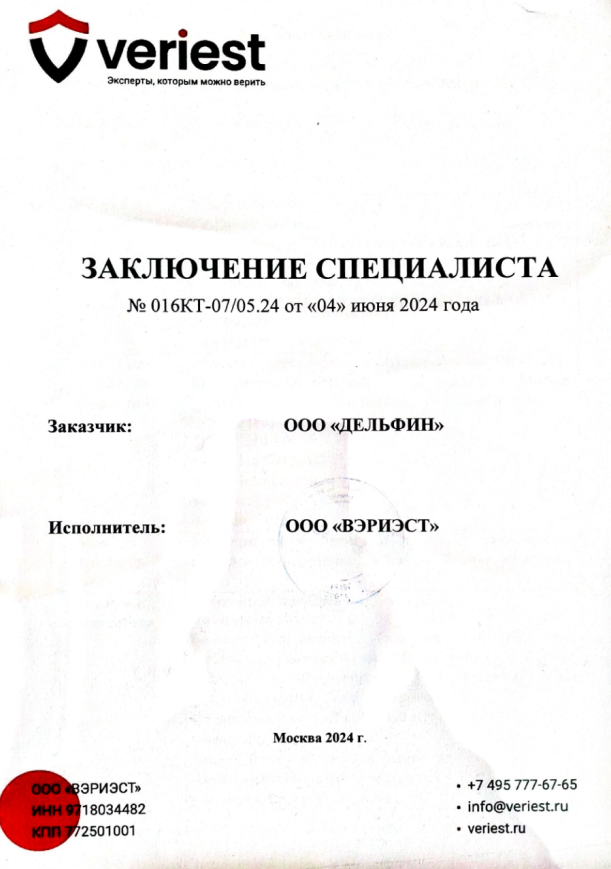 veriest
Эксперты, которым можно верить
ЗАКЛЮЧЕНИЕ СПЕЦИАЛИСТА
№ 016КТ-07/05.24 от «04» июня 2024 года
Заказчик: ООО «ДЕЛЬФИН»
Исполнитель: ООО «ВЭРИЭСТ»
Москва 2024 г.
ООО «ВЭРИЭСТ»
ИНН 9718034482
КПП 772501001
• +7 495 777-67-65
• info@veriest.ru
• veriest.ru